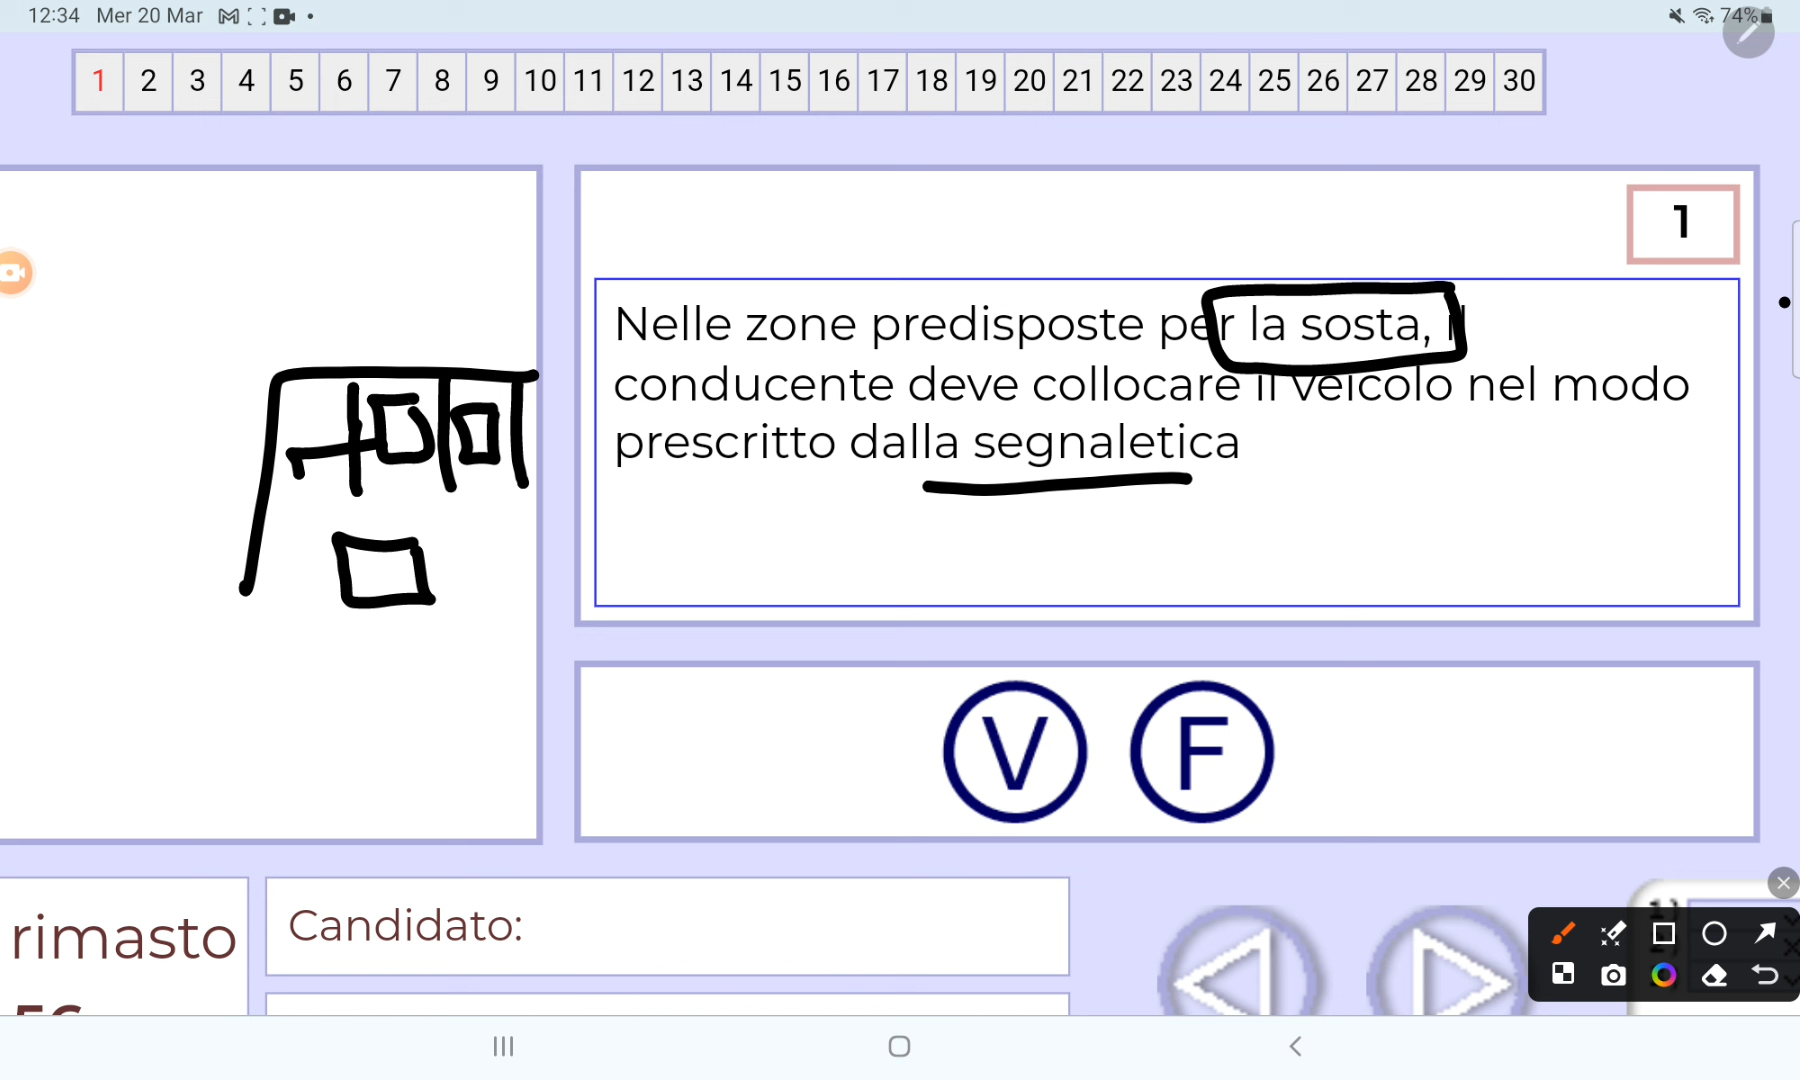 12:34 Mer 20 Mar
74%
1 2 3 4 5 6 7 8 9 10 11 12 13 14 15 16 17 18 19 20 21 22 23 24 25 26 27 28 29 30
1
Nelle zone predisposte per la sosta, il
conducente deve collocare il veicolo nel modo
prescritto dalla segnaletica
V F
rimasto
Candidato: